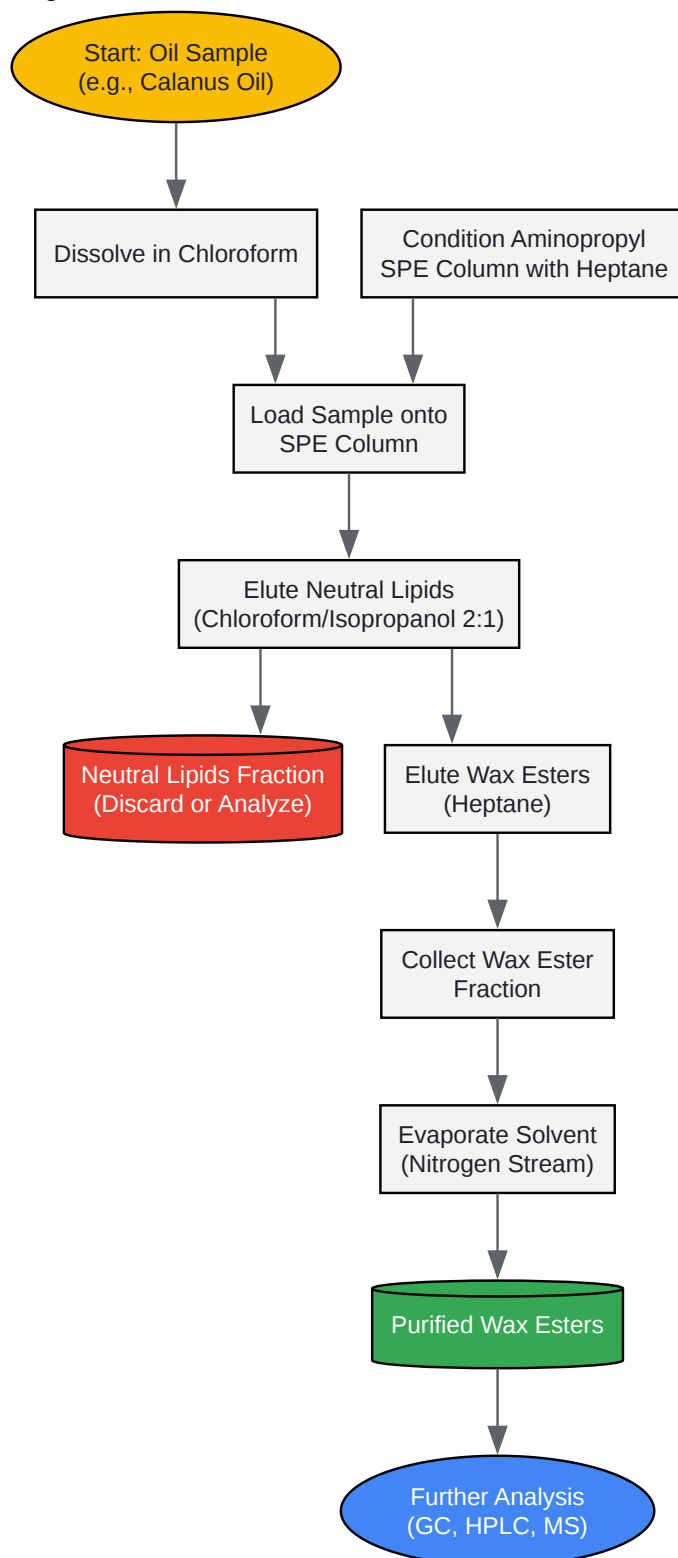 Start: Oil Sample
(e.g., Calanus Oil)
Dissolve in Chloroform
Condition Aminopropyl
SPE Column with Heptane
Load Sample onto
SPE Column
Elute Neutral Lipids
(Chloroform/Isopropanol 2:1)
Neutral Lipids Fraction
(Discard or Analyze)
Elute Wax Esters
(Heptane)
Collect Wax Ester
Fraction
Evaporate Solvent
(Nitrogen Stream)
Purified Wax Esters
Further Analysis
(GC, HPLC, MS)